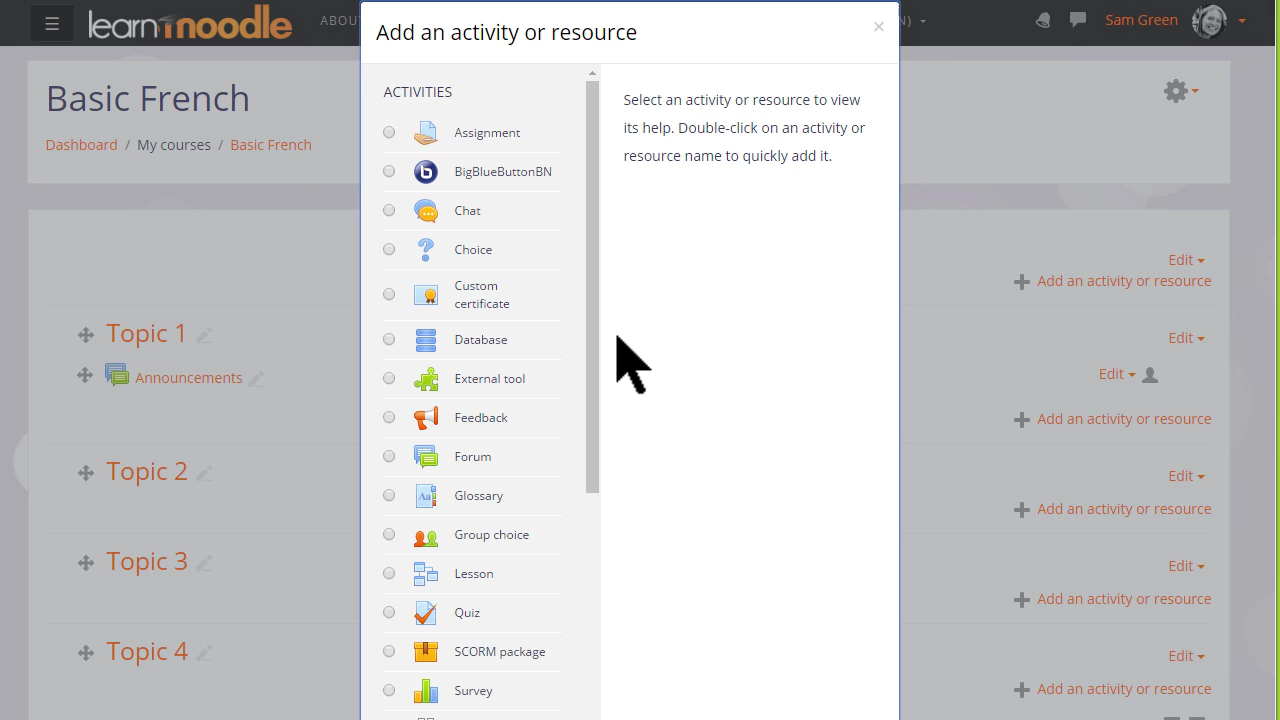 learn moodle
ABOU
N)
Sam Green
Add an activity or resource
×
Basic French
Dashboard / My courses / Basic French
ACTIVITIES
Assignment
BigBlueButtonBN
Chat
Choice
Custom
certificate
Database
External tool
Feedback
Forum
Glossary
Group choice
Lesson
Quiz
SCORM package
Survey
Select an activity or resource to view
its help. Double-click on an activity or
resource name to quickly add it.
Edit
Add an activity or resource
Topic 1
Edit
Announcements
Edit
Add an activity or resource
Topic 2
Edit
Add an activity or resource
Topic 3
Edit
Add an activity or resource
Topic 4
Edit
Add an activity or resource